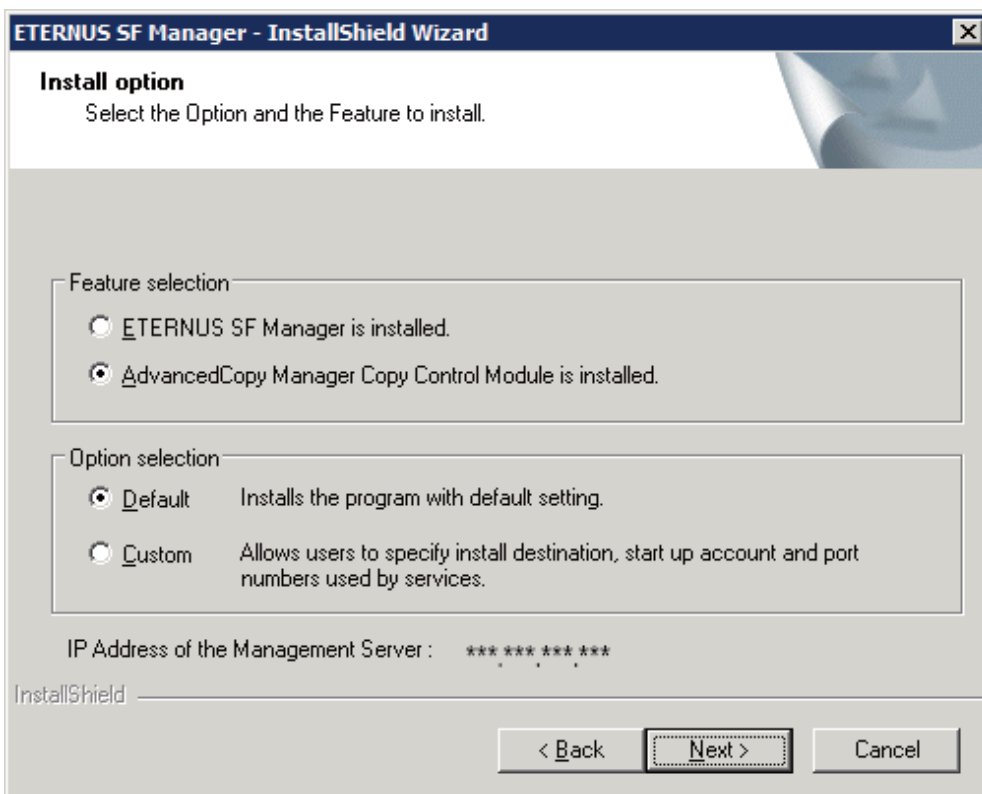 ETERNUS SF Manager - InstallShield Wizard
Install option
Select the Option and the Feature to install.
Feature selection
ETERNUS SF Manager is installed.
AdvancedCopy Manager Copy Control Module is installed.
Option selection
Default Installs the program with default setting.
Custom Allows users to specify install destination, start up account and port
numbers used by services.
IP Address of the Management Server : ***.***.***.***
InstallShield
< Back Next > Cancel